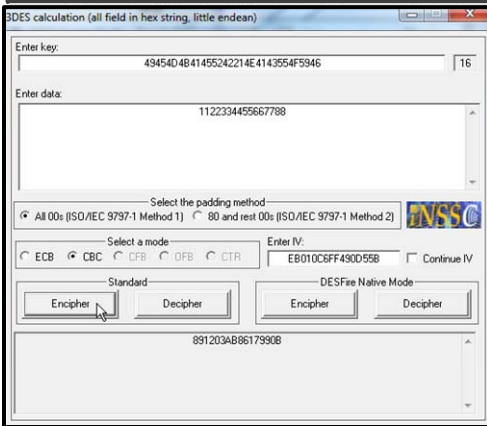 3DES calculation (all field in hex string, little endean)
Enter key:
49454D4B41455242214E4143554F5946
16
Enter data:
1122334455667788
Select the padding method
All 00s (ISO/IEC 9797-1 Method 1) 80 and rest 00s (ISO/IEC 9797-1 Method 2)
iNSSC
Select a mode
ECB CBC CFB OFB CTR
Enter IV:
EB010C6FF490D55B
Continue IV
Standard
Encipher Decipher
DESFire Native Mode
Encipher Decipher
891203AB8617990B